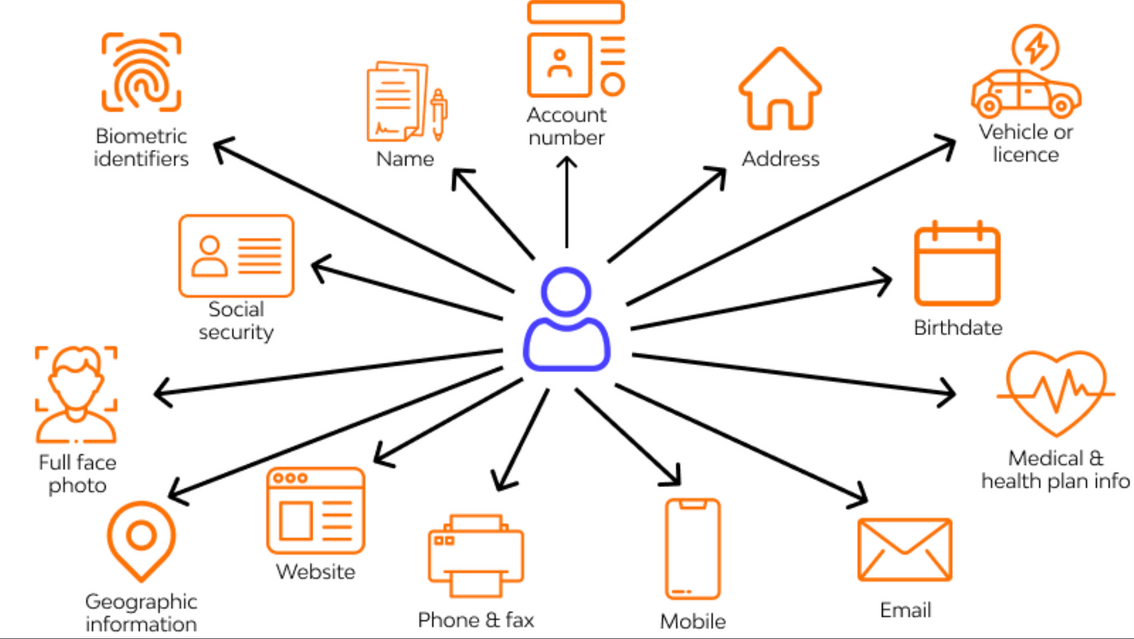 Biometric
identifiers
Name
Account
number
Address
Vehicle or
licence
Social
security
Birthdate
Full face
photo
Medical &
health plan info
Geographic
information
Website
Phone & fax
Mobile
Email